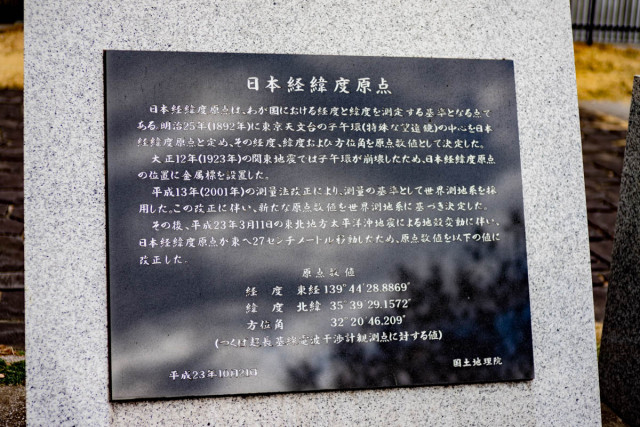 日本経緯度原点
日本経緯度原点は、わが国における経度と緯度を測定する基準となる点で
ある。明治25年(1892年)に東京天文台の子午環(特殊な望遠鏡)の中心を日本
経緯度原点と定め、その経度、緯度および方位角を原点数値として決定した。
大正12年(1923年)の関東地震では子午環が崩壊したため、日本経緯度原点
の位置に金属標を設置した。
平成13年(2001年)の測量法改正により、測量の基準として世界測地系を採
用した。この改正に伴い、新たな原点数値を世界測地系に基づき決定した。
その後、平成23年3月11日の東北地方太平洋沖地震による地殻変動に伴い、
日本経緯度原点が東へ27センチメートル移動したため、原点数値を以下の値に
改正した。
原点数値
経 度 東経 139°44′28.8869″
緯 度 北緯 35°39′29.1572″
方位角 32°20′46.209″
(つくば超長基線電波干渉計観測点に対する値)
平成23年10月21日 国土地理院